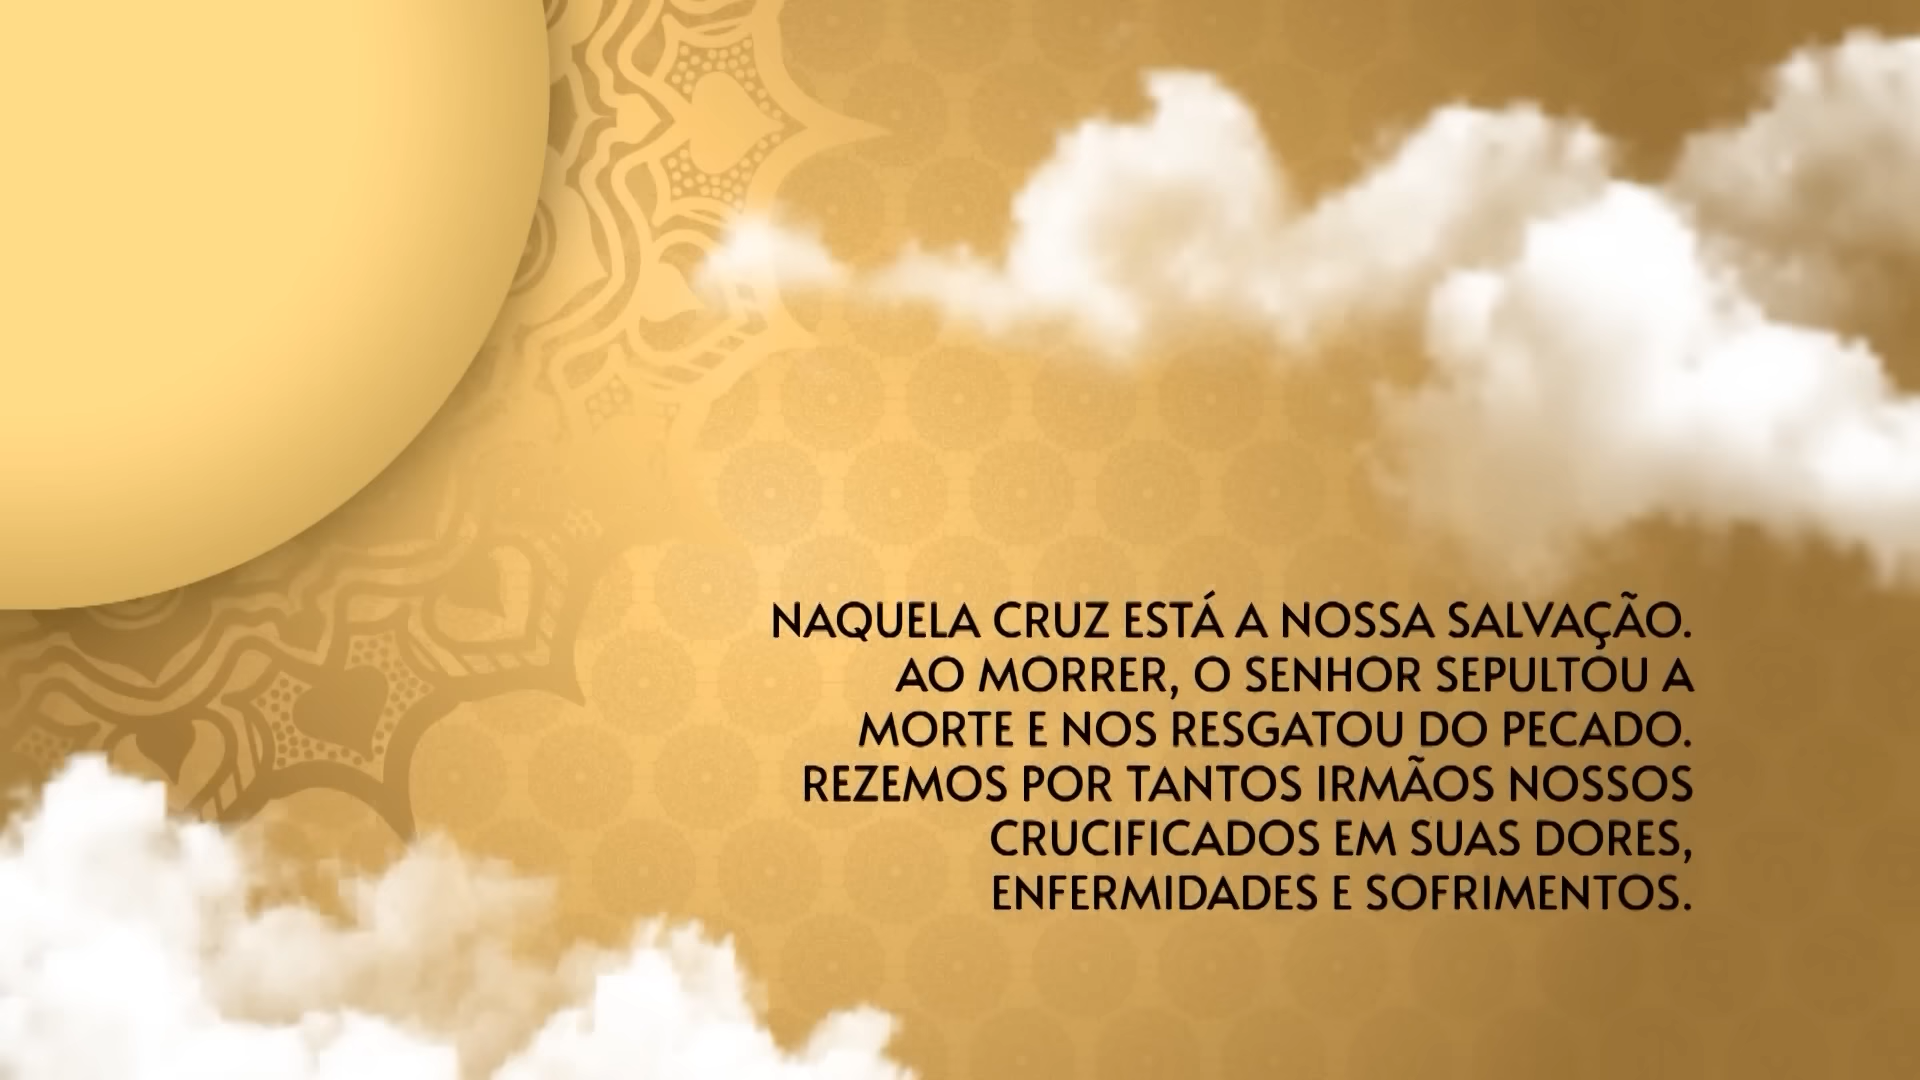 NAQUELA CRUZ ESTÁ A NOSSA SALVAÇÃO.
AO MORRER, O SENHOR SEPULTOU A
MORTE E NOS RESGATOU DO PECADO.
REZEMOS POR TANTOS IRMÃOS NOSSOS
CRUCIFICADOS EM SUAS DORES,
ENFERMIDADES E SOFRIMENTOS.